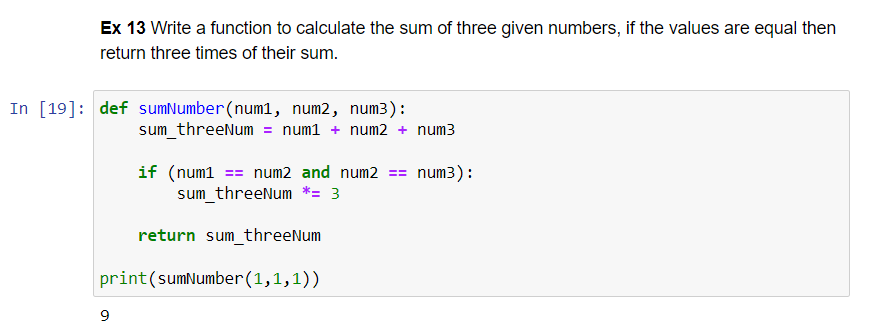 Ex 13 Write a function to calculate the sum of three given numbers, if the values are equal then
return three times of their sum.
In [19]: def sumNumber(num1, num2, num3):
    sum_threeNum = num1 + num2 + num3
    if (num1 == num2 and num2 == num3):
        sum_threeNum *= 3
    return sum_threeNum
print(sumNumber(1,1,1))
9